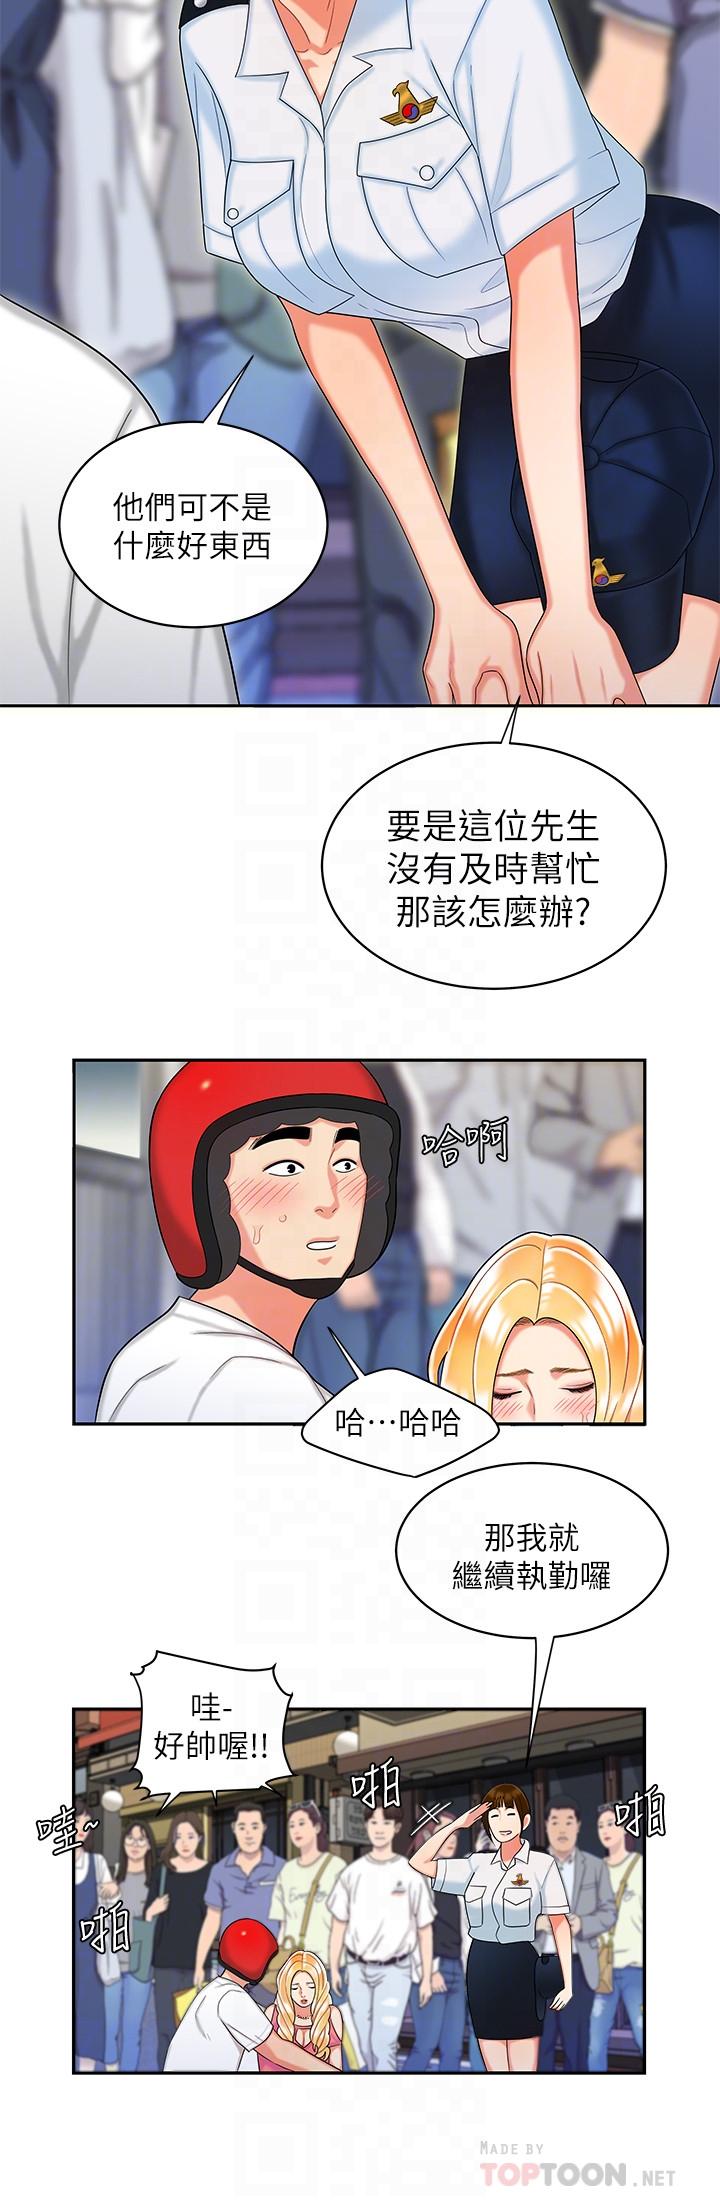 他們可不是
什麼好東西
要是這位先生
沒有及時幫忙
那該怎麼辦?
哈啊
哈⋯哈哈
那我就
繼續執勤囉
哇-
好帥喔!!
哇~
啪
啪
啪
MADE BY
TOPTOON.NET